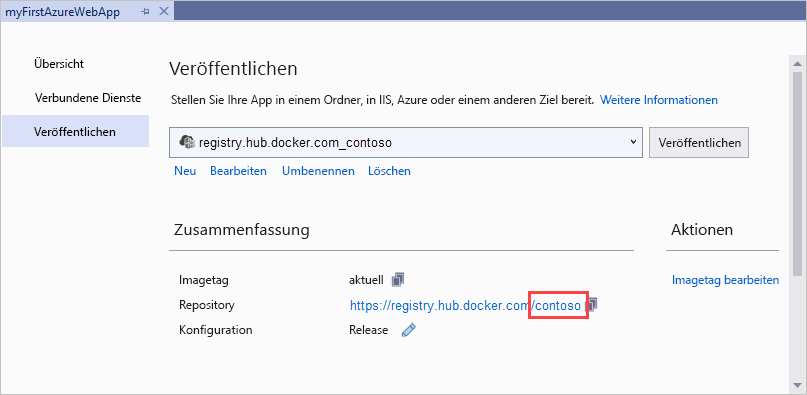 myFirstAzureWebApp
Übersicht
Verbundene Dienste
Veröffentlichen
Veröffentlichen
Stellen Sie Ihre App in einem Ordner, in IIS, Azure oder einem anderen Ziel bereit. Weitere Informationen
registry.hub.docker.com_contoso
Veröffentlichen
Neu Bearbeiten Umbenennen Löschen
Zusammenfassung
Imagetag aktuell
Repository https://registry.hub.docker.com/contoso
Konfiguration Release
Aktionen
Imagetag bearbeiten